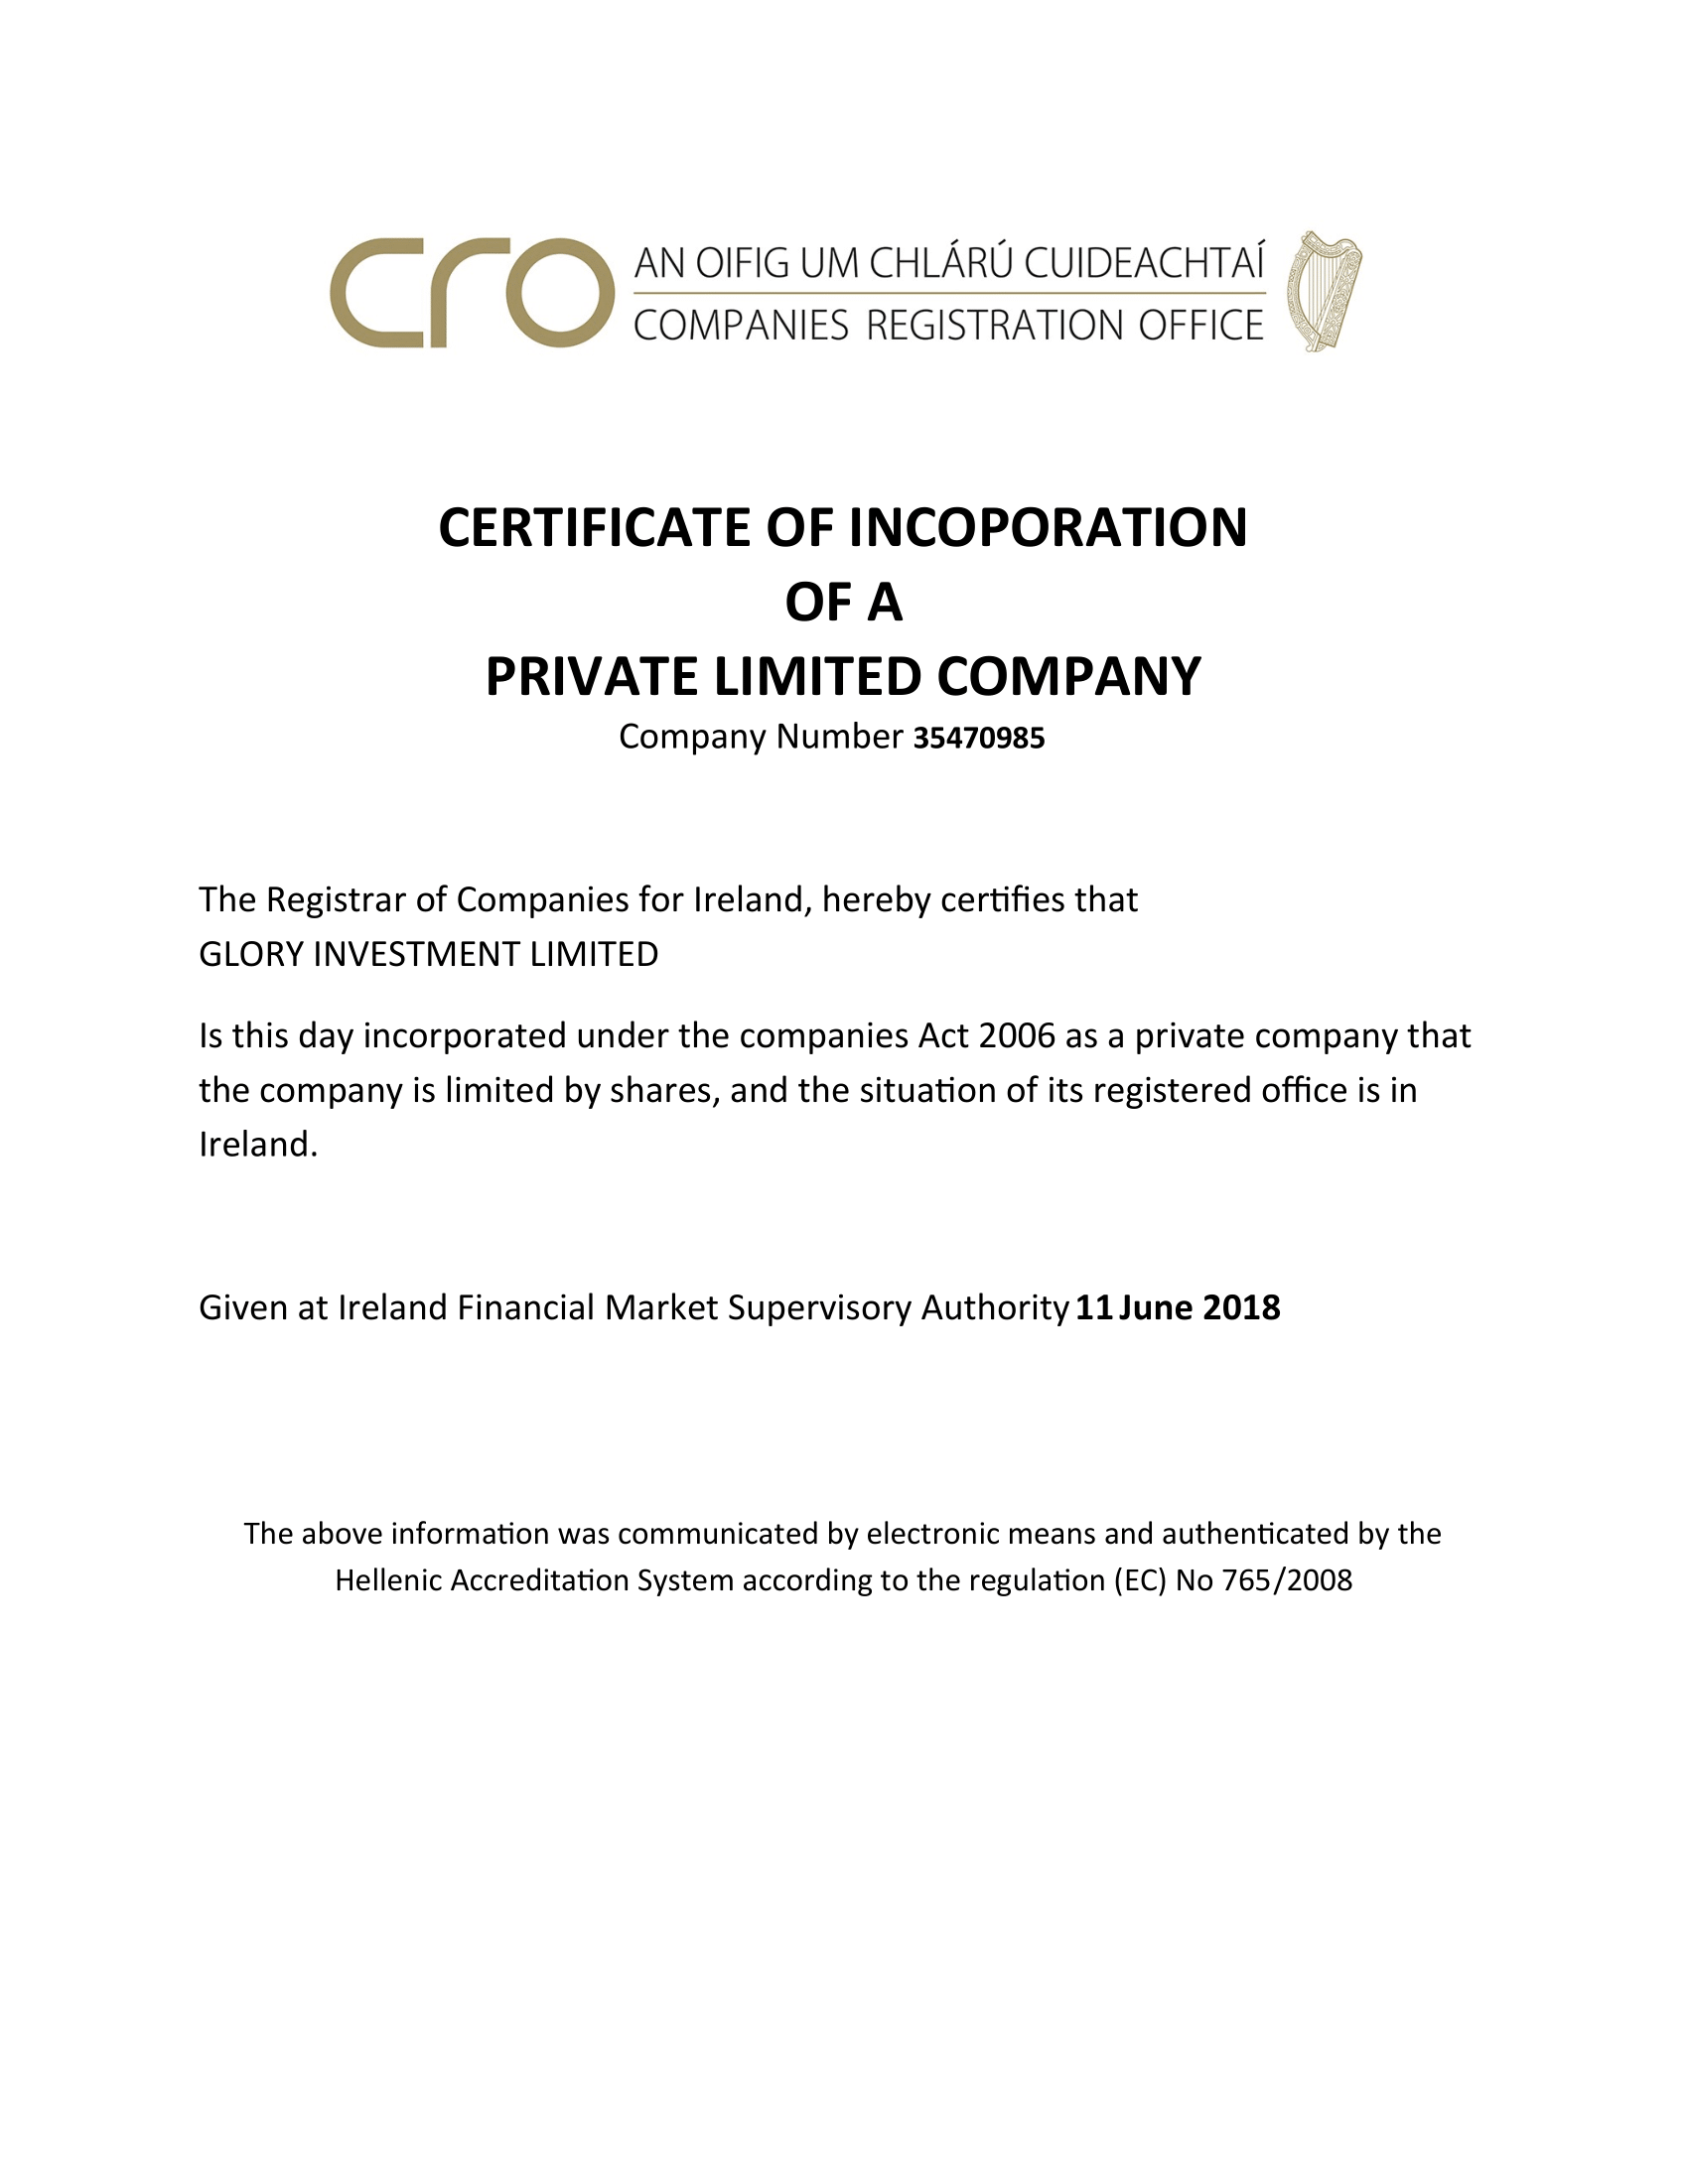 cro
AN OIFIG UM CHLÁRÚ CUIDEACHTAÍ
COMPANIES REGISTRATION OFFICE
CERTIFICATE OF INCOPORATION
OF A
PRIVATE LIMITED COMPANY
Company Number 35470985
The Registrar of Companies for Ireland, hereby certifies that
GLORY INVESTMENT LIMITED
Is this day incorporated under the companies Act 2006 as a private company that
the company is limited by shares, and the situation of its registered office is in
Ireland.
Given at Ireland Financial Market Supervisory Authority 11 June 2018
The above information was communicated by electronic means and authenticated by the
Hellenic Accreditation System according to the regulation (EC) No 765/2008